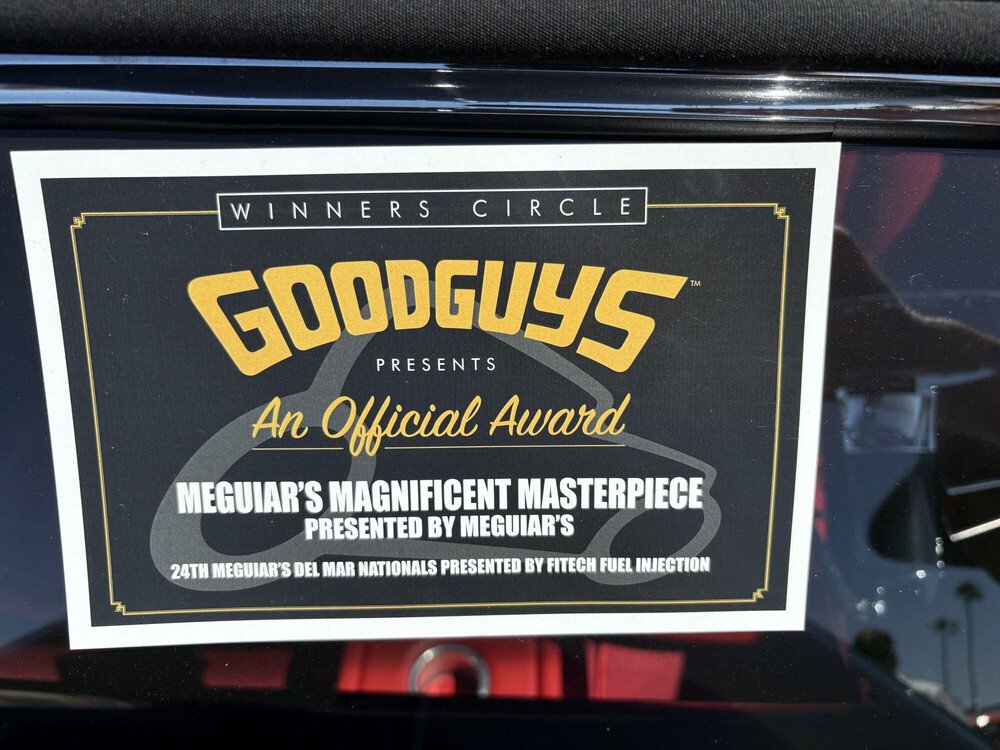 WINNERS CIRCLE
GOODGUYS™
PRESENTS
An Official Award
MEGUIAR'S MAGNIFICENT MASTERPIECE
PRESENTED BY MEGUIAR'S
24TH MEGUIAR'S DEL MAR NATIONALS PRESENTED BY FITECH FUEL INJECTION